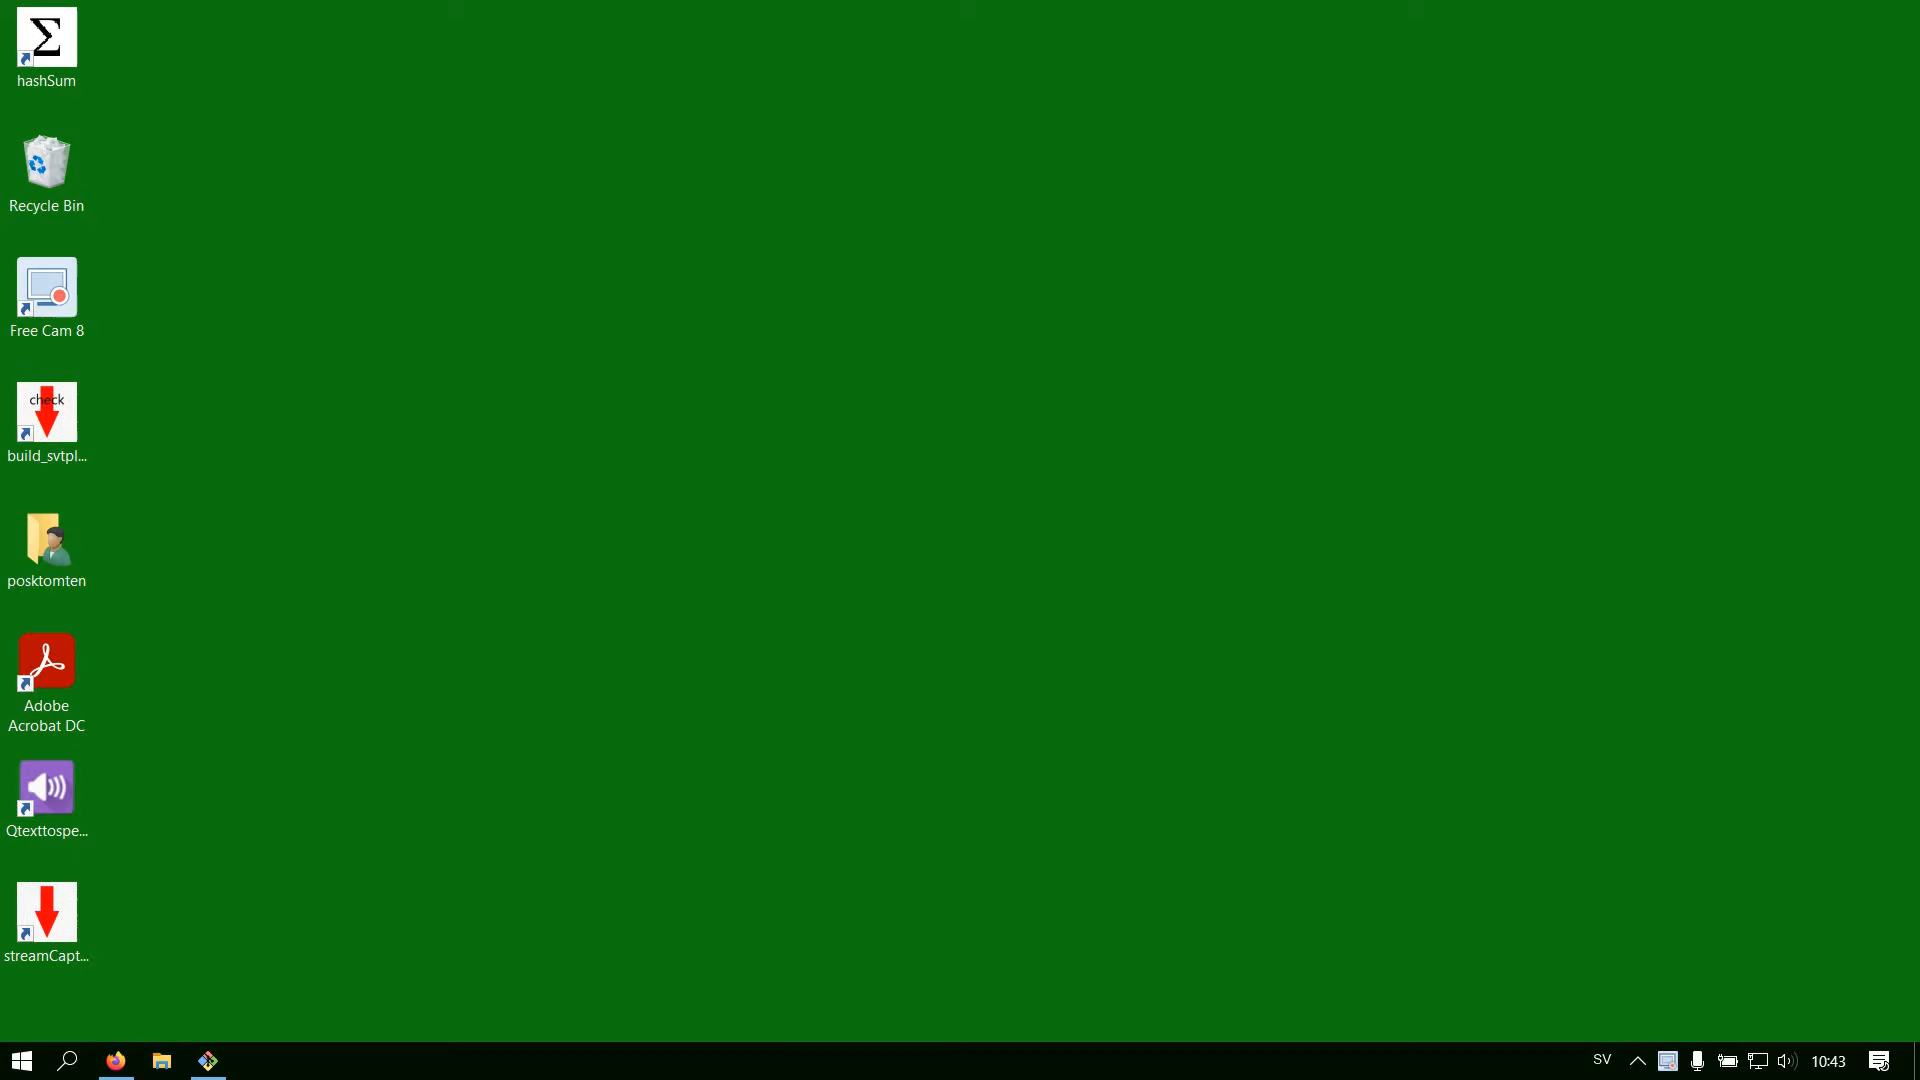 Σ
hashSum
Recycle Bin
Free Cam 8
check
build_svtpl...
posktomten
Adobe
Acrobat DC
Qtexttospe...
streamCapt...
SV
10:43